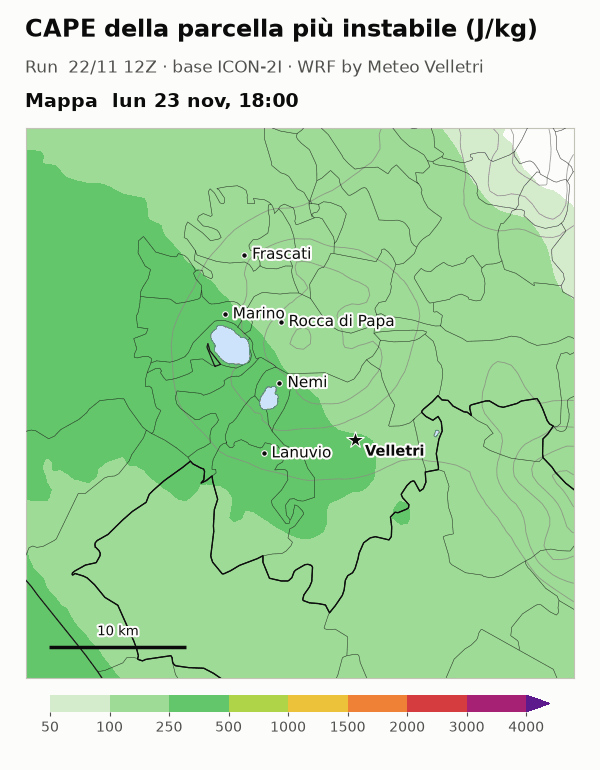 CAPE della parcella più instabile (J/kg)
Run  22/11 12Z · base ICON-2I · WRF by Meteo Velletri
Mappa  lun 23 nov, 18:00
Frascati
Marino
Rocca di Papa
Nemi
Velletri
Lanuvio
10 km
50 100 250 500 1000 1500 2000 3000 4000